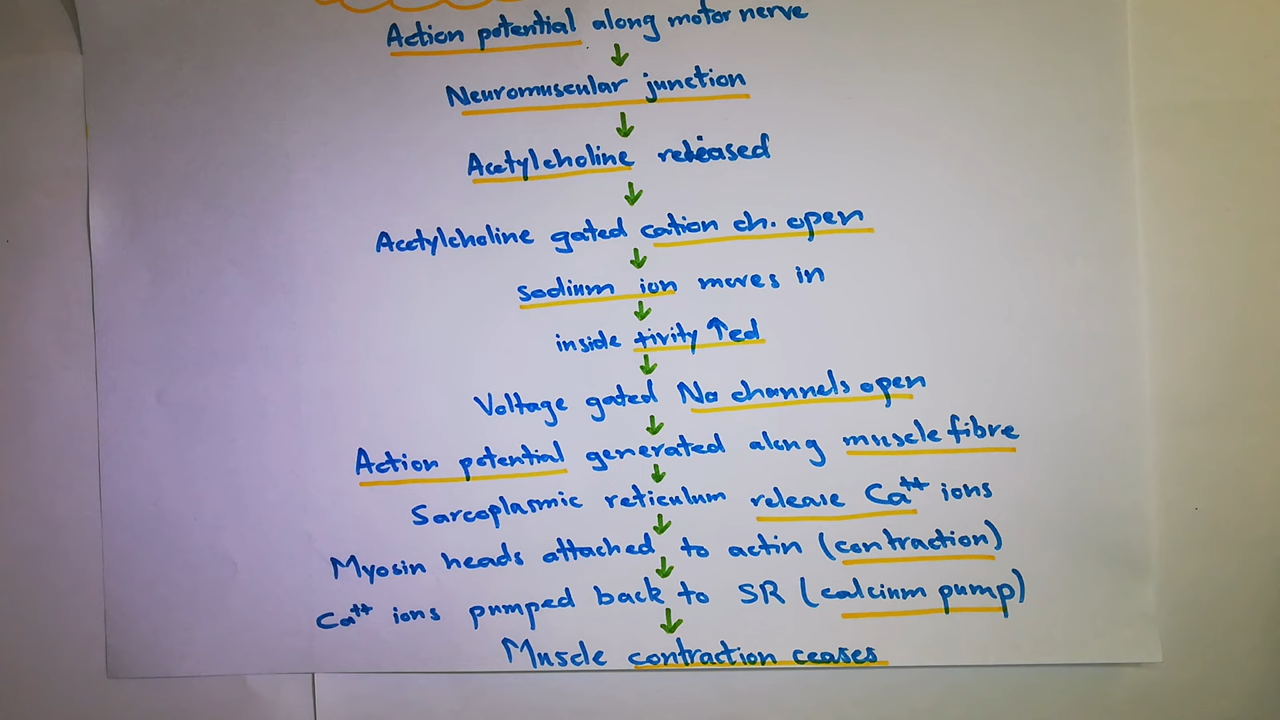 Action potential along motor nerve
↓
Neuromuscular junction
↓
Acetylcholine released
↓
Acetylcholine gated cation ch. open
↓
sodium ion moves in
↓
inside tivity ↑ed
↓
Voltage gated Na channels open
↓
Action potential generated along muscle fibre
↓
Sarcoplasmic reticulum release Ca⁺⁺ ions
↓
Myosin heads attached to actin (contraction)
↓
Ca⁺⁺ ions pumped back to SR (calcium pump)
↓
Muscle contraction ceases